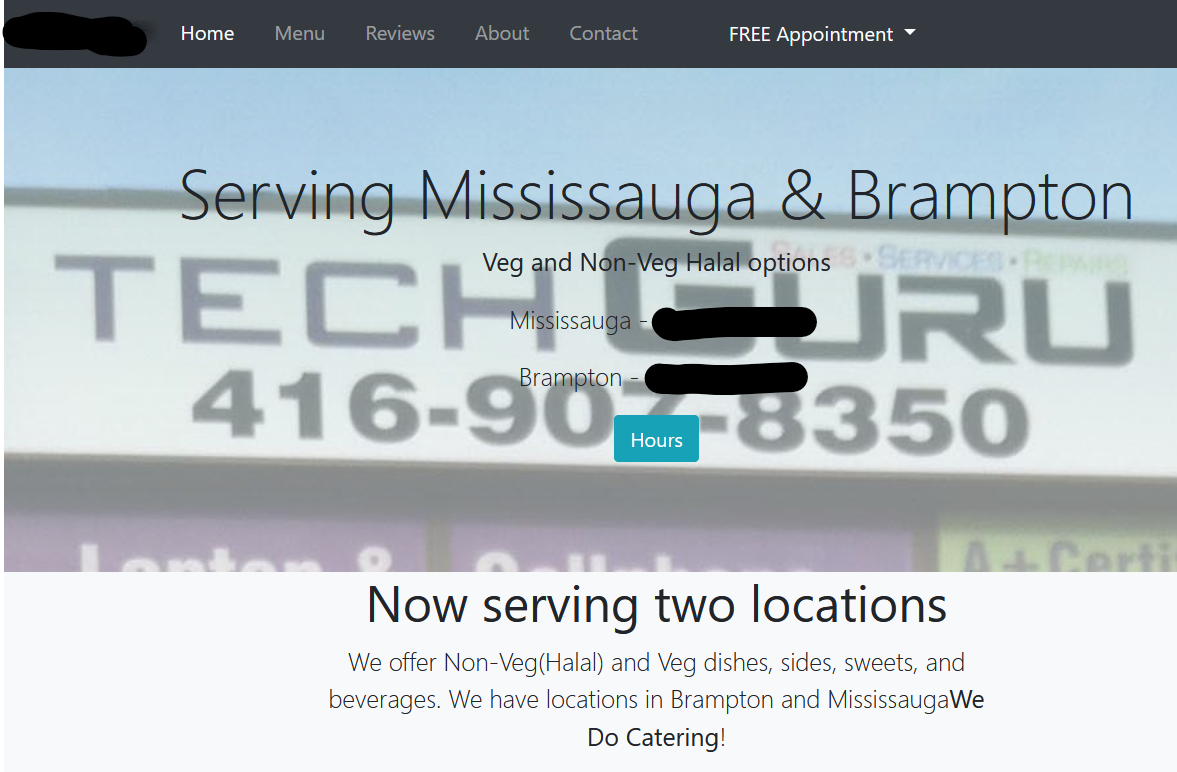 Home Menu Reviews About Contact FREE Appointment
Serving Mississauga & Brampton
SALES • SERVICES • REPAIRS
Veg and Non-Veg Halal options
TECH GURU
Mississauga -
Brampton -
416-907-8350
Hours
Laptop & Cellphone A+Certi
Now serving two locations
We offer Non-Veg(Halal) and Veg dishes, sides, sweets, and
beverages. We have locations in Brampton and MississaugaWe
Do Catering!